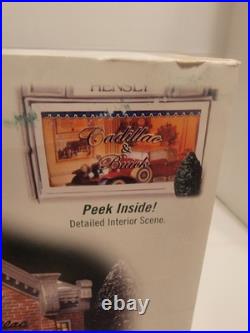 HENSLY
Cadillac
&
Buick
Peek Inside!
Detailed Interior Scene.